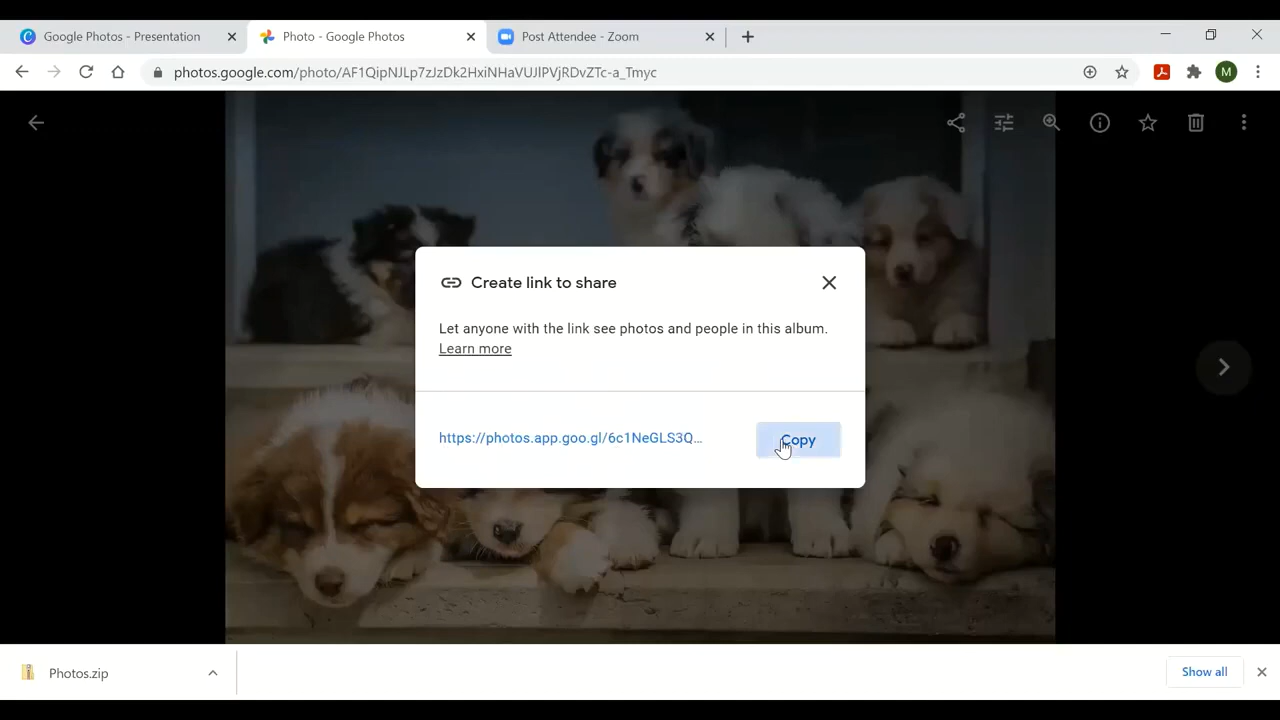 Google Photos - Presentation
Photo - Google Photos
Post Attendee - Zoom
photos.google.com/photo/AF1QipNJLp7zJzDk2HxiNHaVUJlPVjRDvZTc-a_Tmyc
M
Create link to share
Let anyone with the link see photos and people in this album.
Learn more
https://photos.app.goo.gl/6c1NeGLS3Q...
Copy
Photos.zip
Show all